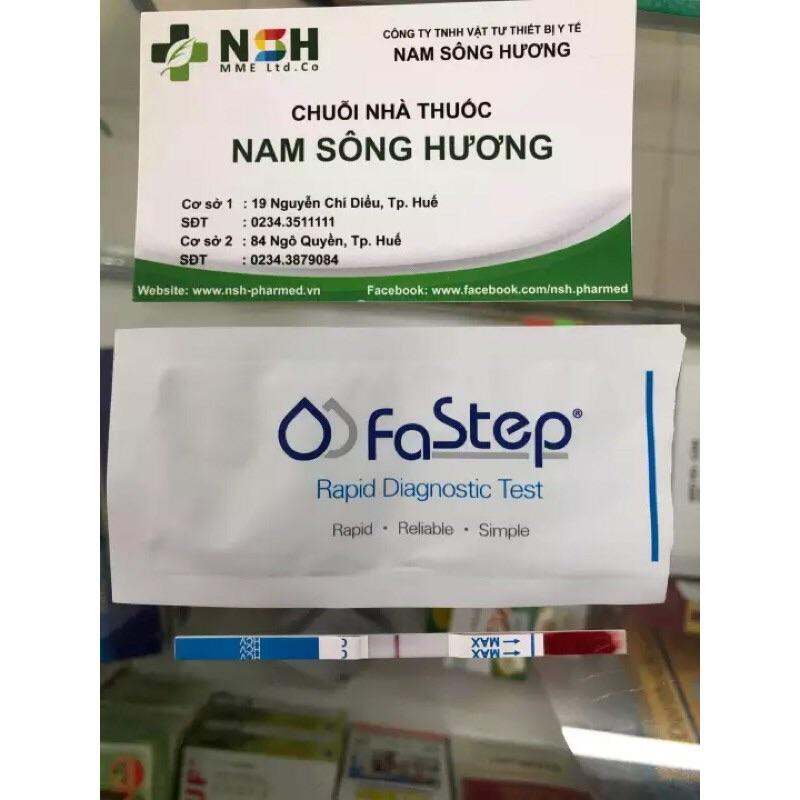 NSH
MME Ltd.Co
CÔNG TY TNHH VẬT TƯ THIẾT BỊ Y TẾ
NAM SÔNG HƯƠNG
CHUỖI NHÀ THUỐC
NAM SÔNG HƯƠNG
Cơ sở 1 : 19 Nguyễn Chí Diểu, Tp. Huế
SĐT : 0234.3511111
Cơ sở 2 : 84 Ngô Quyền, Tp. Huế
SĐT : 0234.3879084
Website: www.nsh-pharmed.vn Facebook: www.facebook.com/nsh.pharmed
FaStep®
Rapid Diagnostic Test
Rapid · Reliable · Simple
HCV
C
MAX
MAX